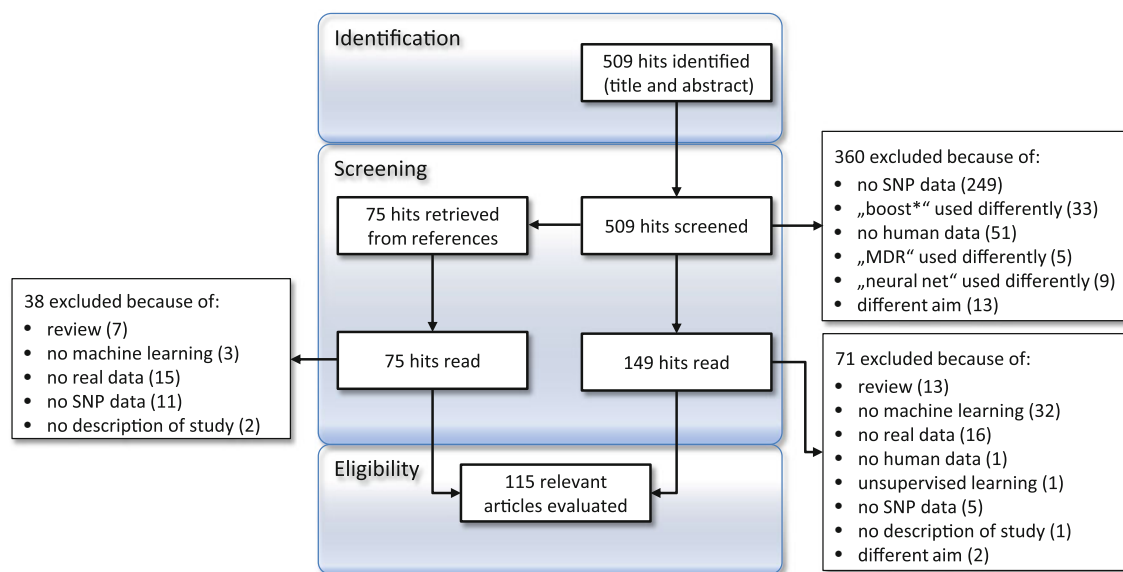 Identification
509 hits identified
(title and abstract)
Screening
75 hits retrieved
from references
509 hits screened
360 excluded because of:
• no SNP data (249)
• „boost*“ used differently (33)
• no human data (51)
• „MDR“ used differently (5)
• „neural net“ used differently (9)
• different aim (13)
38 excluded because of:
• review (7)
• no machine learning (3)
• no real data (15)
• no SNP data (11)
• no description of study (2)
75 hits read
149 hits read
71 excluded because of:
• review (13)
• no machine learning (32)
• no real data (16)
• no human data (1)
• unsupervised learning (1)
• no SNP data (5)
• no description of study (1)
• different aim (2)
Eligibility
115 relevant
articles evaluated